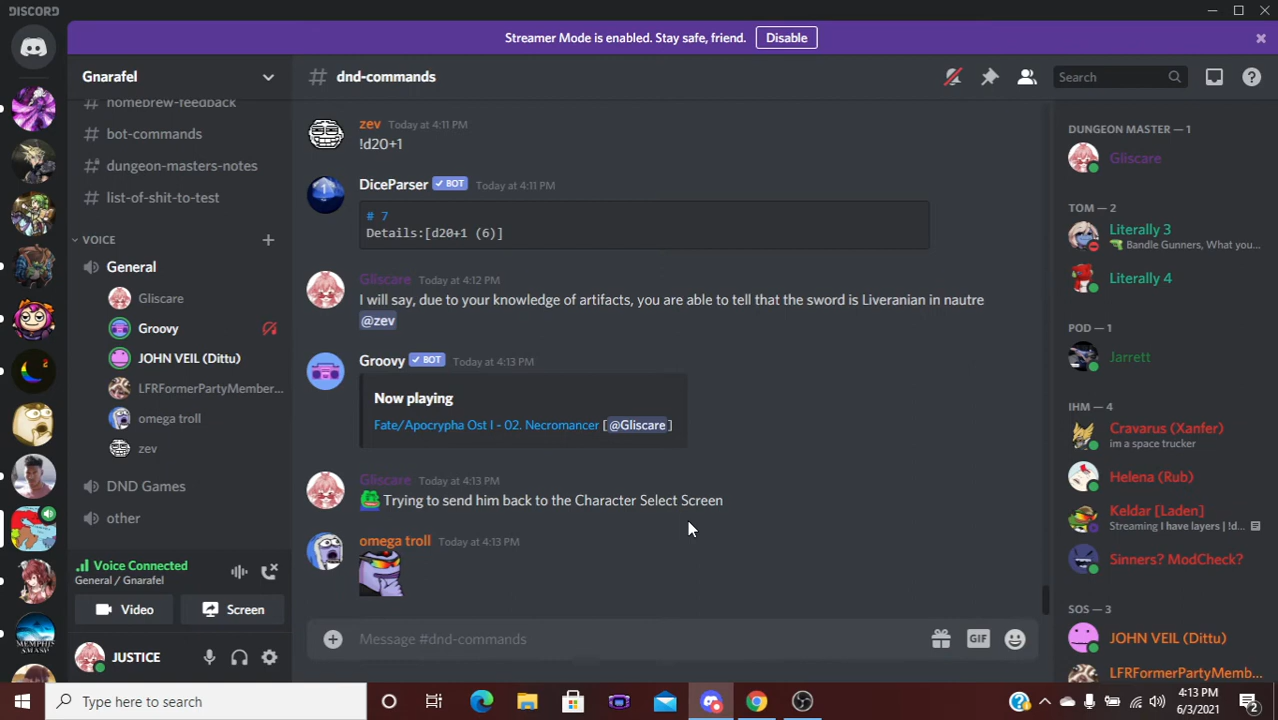 DISCORD
Streamer Mode is enabled. Stay safe, friend.
Disable
Gnarafel
homebrew-feedback
# bot-commands
dungeon-masters-notes
# list-of-shit-to-test
VOICE
General
Gliscare
Groovy
JOHN VEIL (Dittu)
LFRFormerPartyMember...
omega troll
zev
DND Games
other
Voice Connected
General / Gnarafel
Video
Screen
JUSTICE
# dnd-commands
Search
zev Today at 4:11 PM
!d20+1
DiceParser ✓ BOT Today at 4:11 PM
# 7
Details:[d20+1 (6)]
Gliscare Today at 4:12 PM
I will say, due to your knowledge of artifacts, you are able to tell that the sword is Liveranian in nautre
@zev
Groovy ✓ BOT Today at 4:13 PM
Now playing
Fate/Apocrypha Ost I - 02. Necromancer [@Gliscare]
Gliscare Today at 4:13 PM
Trying to send him back to the Character Select Screen
omega troll Today at 4:13 PM
Message #dnd-commands
GIF
DUNGEON MASTER — 1
Gliscare
TOM — 2
Literally 3
Bandle Gunners, What you...
Literally 4
POD — 1
Jarrett
IHM — 4
Cravarus (Xanfer)
im a space trucker
Helena (Rub)
Keldar [Laden]
Streaming I have layers | !d...
Sinners? ModCheck?
SOS — 3
JOHN VEIL (Dittu)
LFRFormerPartyMemb...
Type here to search
4:13 PM
6/3/2021
2